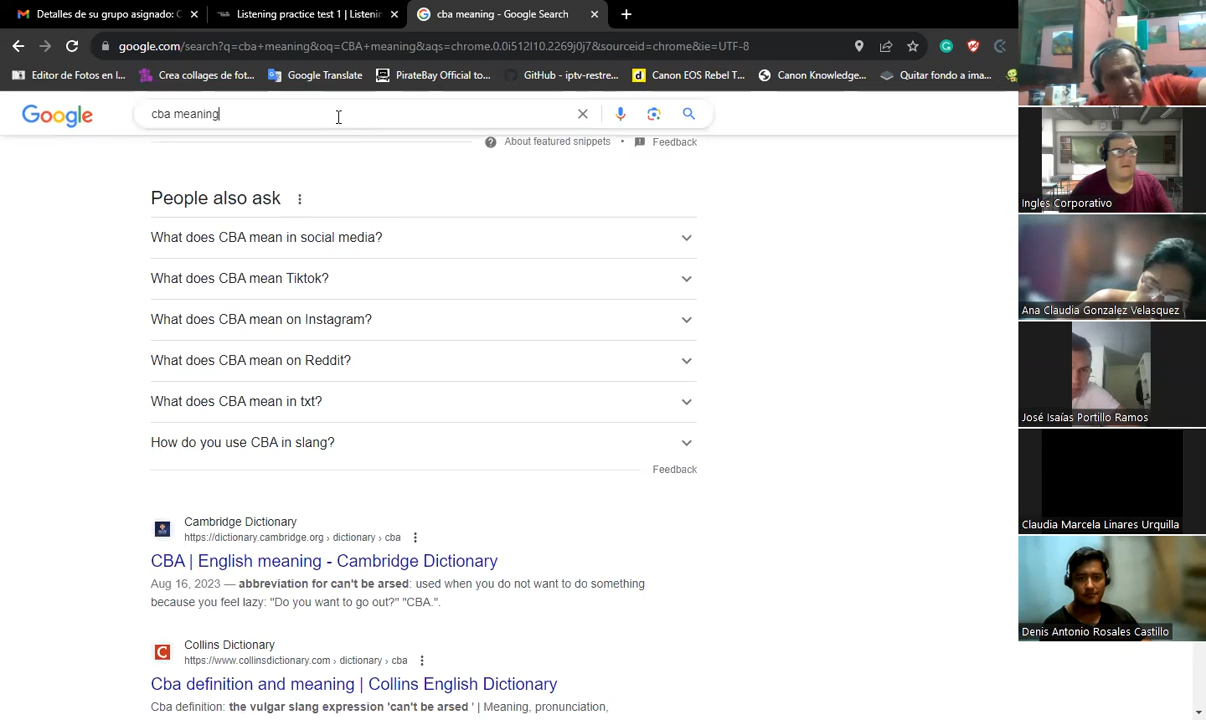 Detalles de su grupo asignado: C
Listening practice test 1 | Listenin
cba meaning - Google Search
google.com/search?q=cba+meaning&oq=CBA+meaning&aqs=chrome.0.0i512l10.2269j0j7&sourceid=chrome&ie=UTF-8
Editor de Fotos en l...
Crea collages de fot...
Google Translate
PirateBay Official to...
GitHub - iptv-restre...
Canon EOS Rebel T...
Canon Knowledge...
Quitar fondo a ima...
Google
cba meaning
About featured snippets • Feedback
People also ask
What does CBA mean in social media?
What does CBA mean Tiktok?
What does CBA mean on Instagram?
What does CBA mean on Reddit?
What does CBA mean in txt?
How do you use CBA in slang?
Feedback
Cambridge Dictionary
https://dictionary.cambridge.org › dictionary › cba
CBA | English meaning - Cambridge Dictionary
Aug 16, 2023 — abbreviation for can't be arsed: used when you do not want to do something
because you feel lazy: "Do you want to go out?" "CBA.".
Collins Dictionary
https://www.collinsdictionary.com › dictionary › cba
Cba definition and meaning | Collins English Dictionary
Cba definition: the vulgar slang expression 'can't be arsed ' | Meaning, pronunciation,
Ingles Corporativo
Ana Claudia Gonzalez Velasquez
José Isaías Portillo Ramos
Claudia Marcela Linares Urquilla
Denis Antonio Rosales Castillo